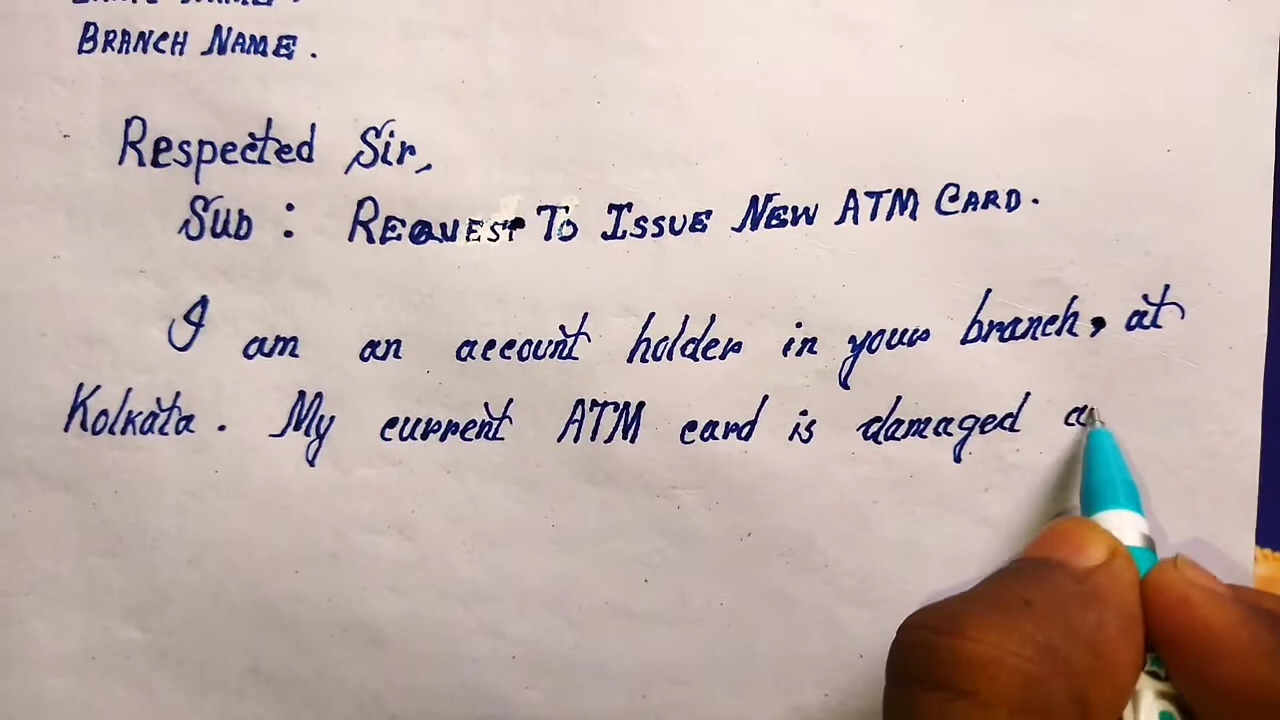 BRANCH NAME.
Respected Sir,
SUB : REQUEST TO ISSUE NEW ATM CARD.
I am an account holder in your branch, at
Kolkata. My current ATM card is damaged